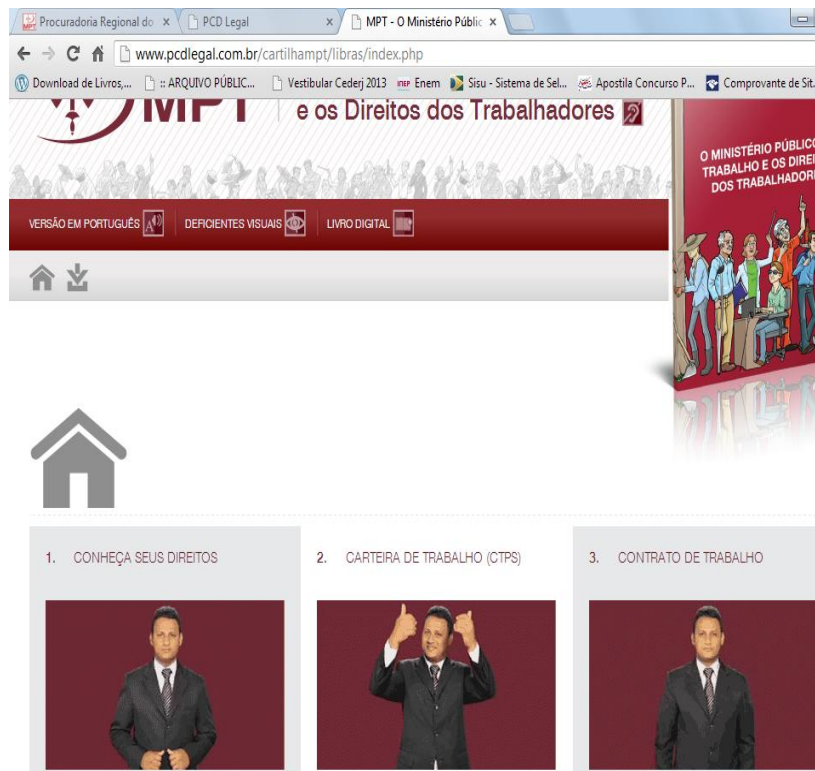 Procuradoria Regional do
PCD Legal
MPT - O Ministério Públic
www.pcdlegal.com.br/cartilhampt/libras/index.php
Download de Livros,...
:: ARQUIVO PÚBLIC...
Vestibular Cederj 2013
Enem
Sisu - Sistema de Sel...
Apostila Concurso P...
Comprovante de Sit.
MPT
e os Direitos dos Trabalhadores
O MINISTÉRIO PÚBLICO
TRABALHO E OS DIREI
DOS TRABALHADOR
VERSÃO EM PORTUGUÊS
DEFICIENTES VISUAIS
LIVRO DIGITAL
1. CONHEÇA SEUS DIREITOS
2. CARTEIRA DE TRABALHO (CTPS)
3. CONTRATO DE TRABALHO